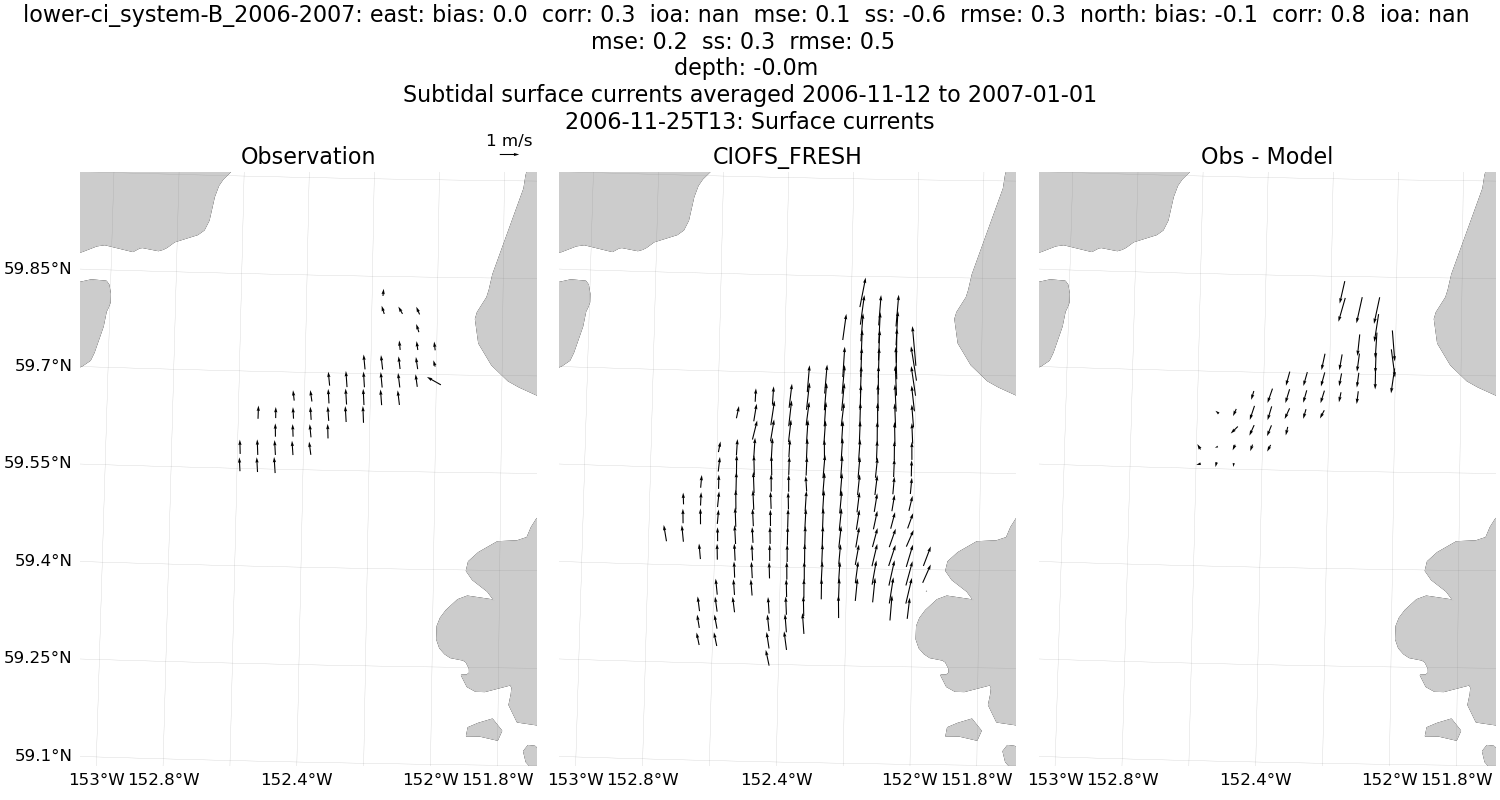 lower-ci_system-B_2006-2007: east: bias: 0.0  corr: 0.3  ioa: nan  mse: 0.1  ss: -0.6  rmse: 0.3  north: bias: -0.1  corr: 0.8  ioa: nan
mse: 0.2  ss: 0.3  rmse: 0.5
depth: -0.0m
Subtidal surface currents averaged 2006-11-12 to 2007-01-01
2006-11-25T13: Surface currents
1 m/s
Observation
CIOFS_FRESH
Obs - Model
59.85°N
59.7°N
59.55°N
59.4°N
59.25°N
59.1°N
153°W 152.8°W 152.4°W 152°W 151.8°W
153°W 152.8°W 152.4°W 152°W 151.8°W
153°W 152.8°W 152.4°W 152°W 151.8°W